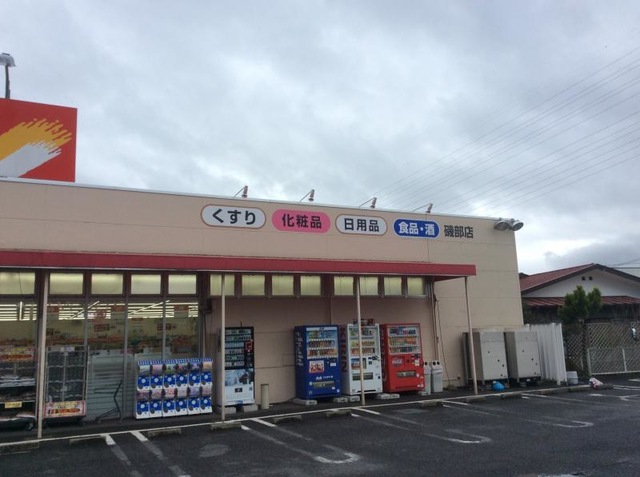 くすり
化粧品
日用品
食品・酒
磯部店